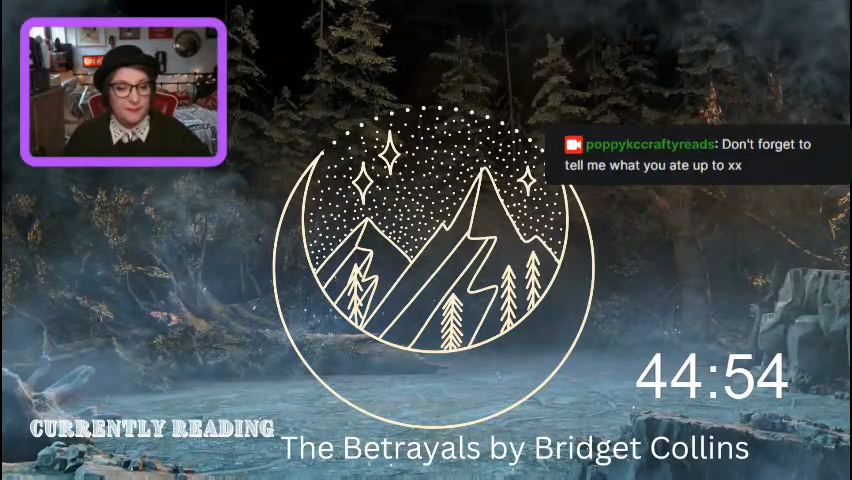 poppykccraftyreads: Don't forget to
tell me what you ate up to xx
44:54
CURRENTLY READING
The Betrayals by Bridget Collins